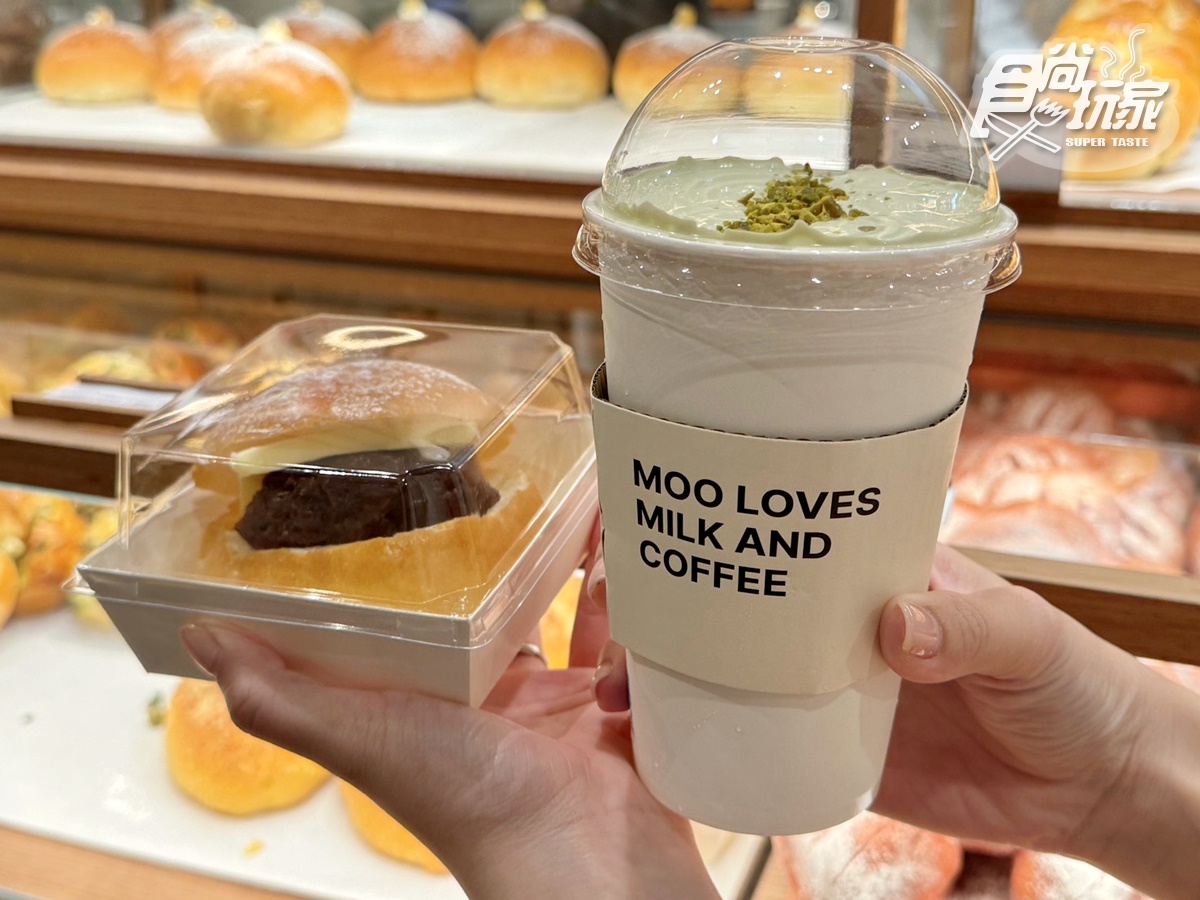 食尚玩家
SUPER TASTE
MOO LOVES
MILK AND
COFFEE